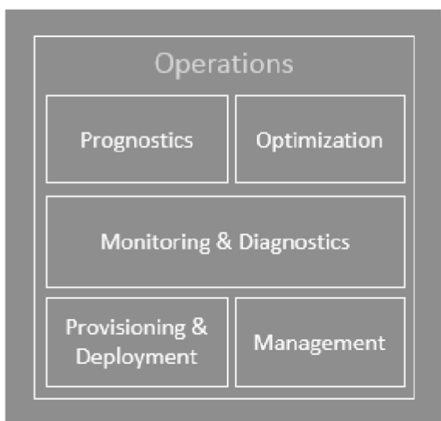 Operations
Prognostics
Optimization
Monitoring & Diagnostics
Provisioning &
Deployment
Management